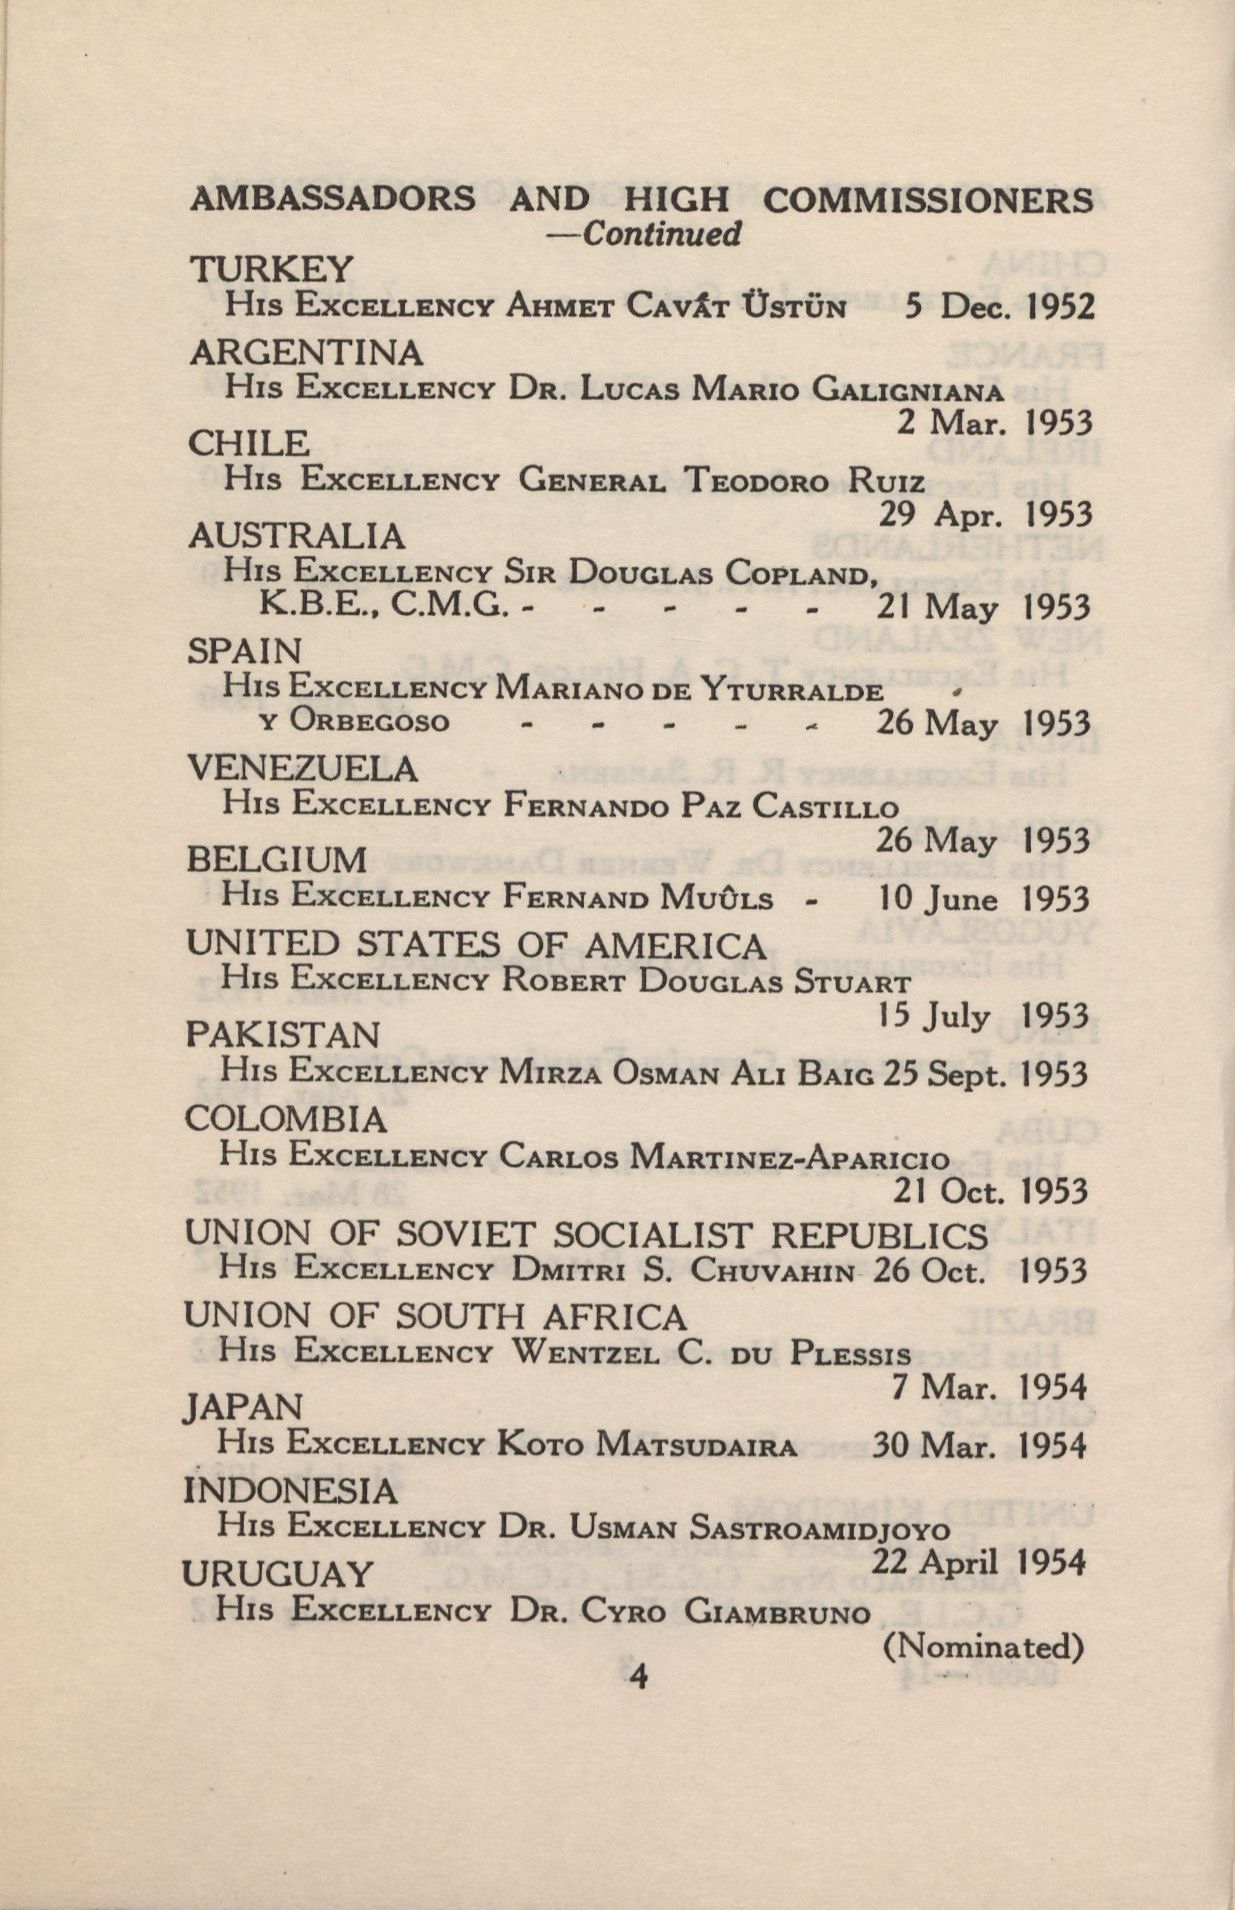 AMBASSADORS AND HIGH COMMISSIONERS
—Continued
TURKEY
His Excellency Ahmet Cavât Üstün 5 Dec. 1952
ARGENTINA
His Excellency Dr. Lucas Mario Galigniana
2 Mar. 1953
CHILE
His Excellency General Teodoro Ruiz
29 Apr. 1953
AUSTRALIA
His Excellency Sir Douglas Copland,
K.B.E., C.M.G. - - - - - 21 May 1953
SPAIN
His Excellency Mariano de Yturralde
y Orbegoso - - - - - 26 May 1953
VENEZUELA
His Excellency Fernando Paz Castillo
26 May 1953
BELGIUM
His Excellency Fernand Muûls - 10 June 1953
UNITED STATES OF AMERICA
His Excellency Robert Douglas Stuart
15 July 1953
PAKISTAN
His Excellency Mirza Osman Ali Baig 25 Sept. 1953
COLOMBIA
His Excellency Carlos Martinez-Aparicio
21 Oct. 1953
UNION OF SOVIET SOCIALIST REPUBLICS
His Excellency Dmitri S. Chuvahin 26 Oct. 1953
UNION OF SOUTH AFRICA
His Excellency Wentzel C. du Plessis
7 Mar. 1954
JAPAN
His Excellency Koto Matsudaira 30 Mar. 1954
INDONESIA
His Excellency Dr. Usman Sastroamidjoyo
22 April 1954
URUGUAY
His Excellency Dr. Cyro Giambruno
(Nominated)
4